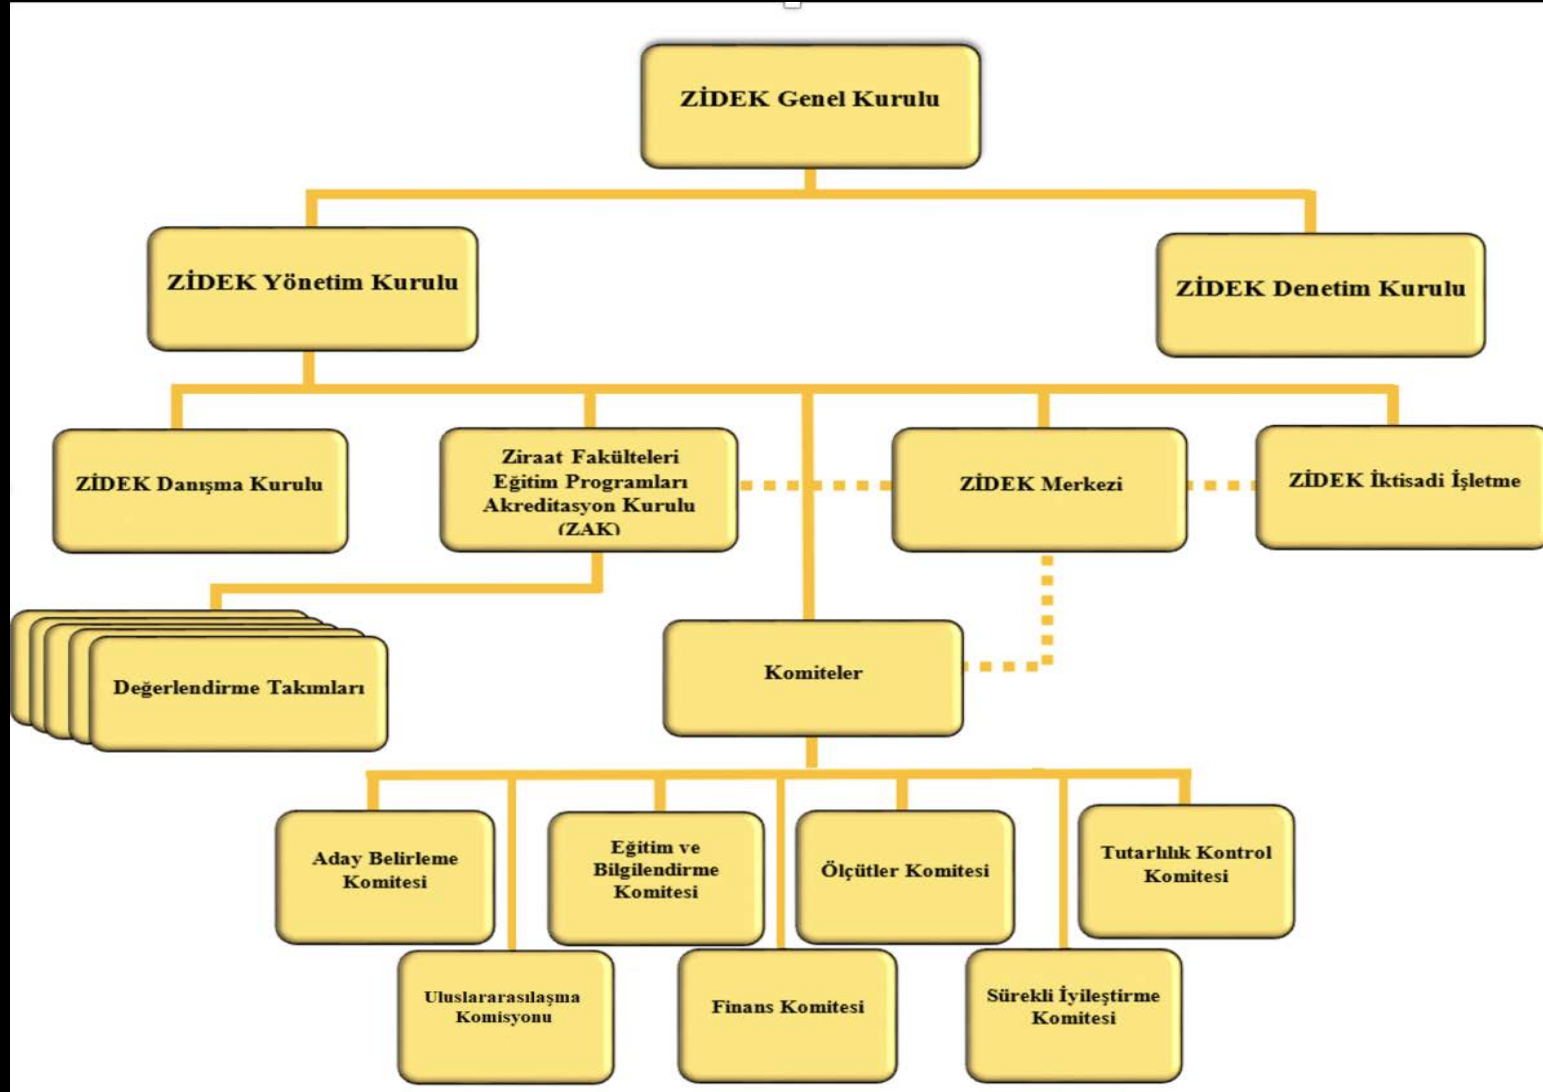 ZİDEK Genel Kurulu
ZİDEK Yönetim Kurulu
ZİDEK Denetim Kurulu
ZİDEK Danışma Kurulu
Ziraat Fakülteleri
Eğitim Programları
Akreditasyon Kurulu
(ZAK)
ZİDEK Merkezi
ZİDEK İktisadi İşletme
Değerlendirme Takımları
Komiteler
Aday Belirleme
Komitesi
Eğitim ve
Bilgilendirme
Komitesi
Ölçütler Komitesi
Tutarlılık Kontrol
Komitesi
Uluslararasılaşma
Komisyonu
Finans Komitesi
Sürekli İyileştirme
Komitesi